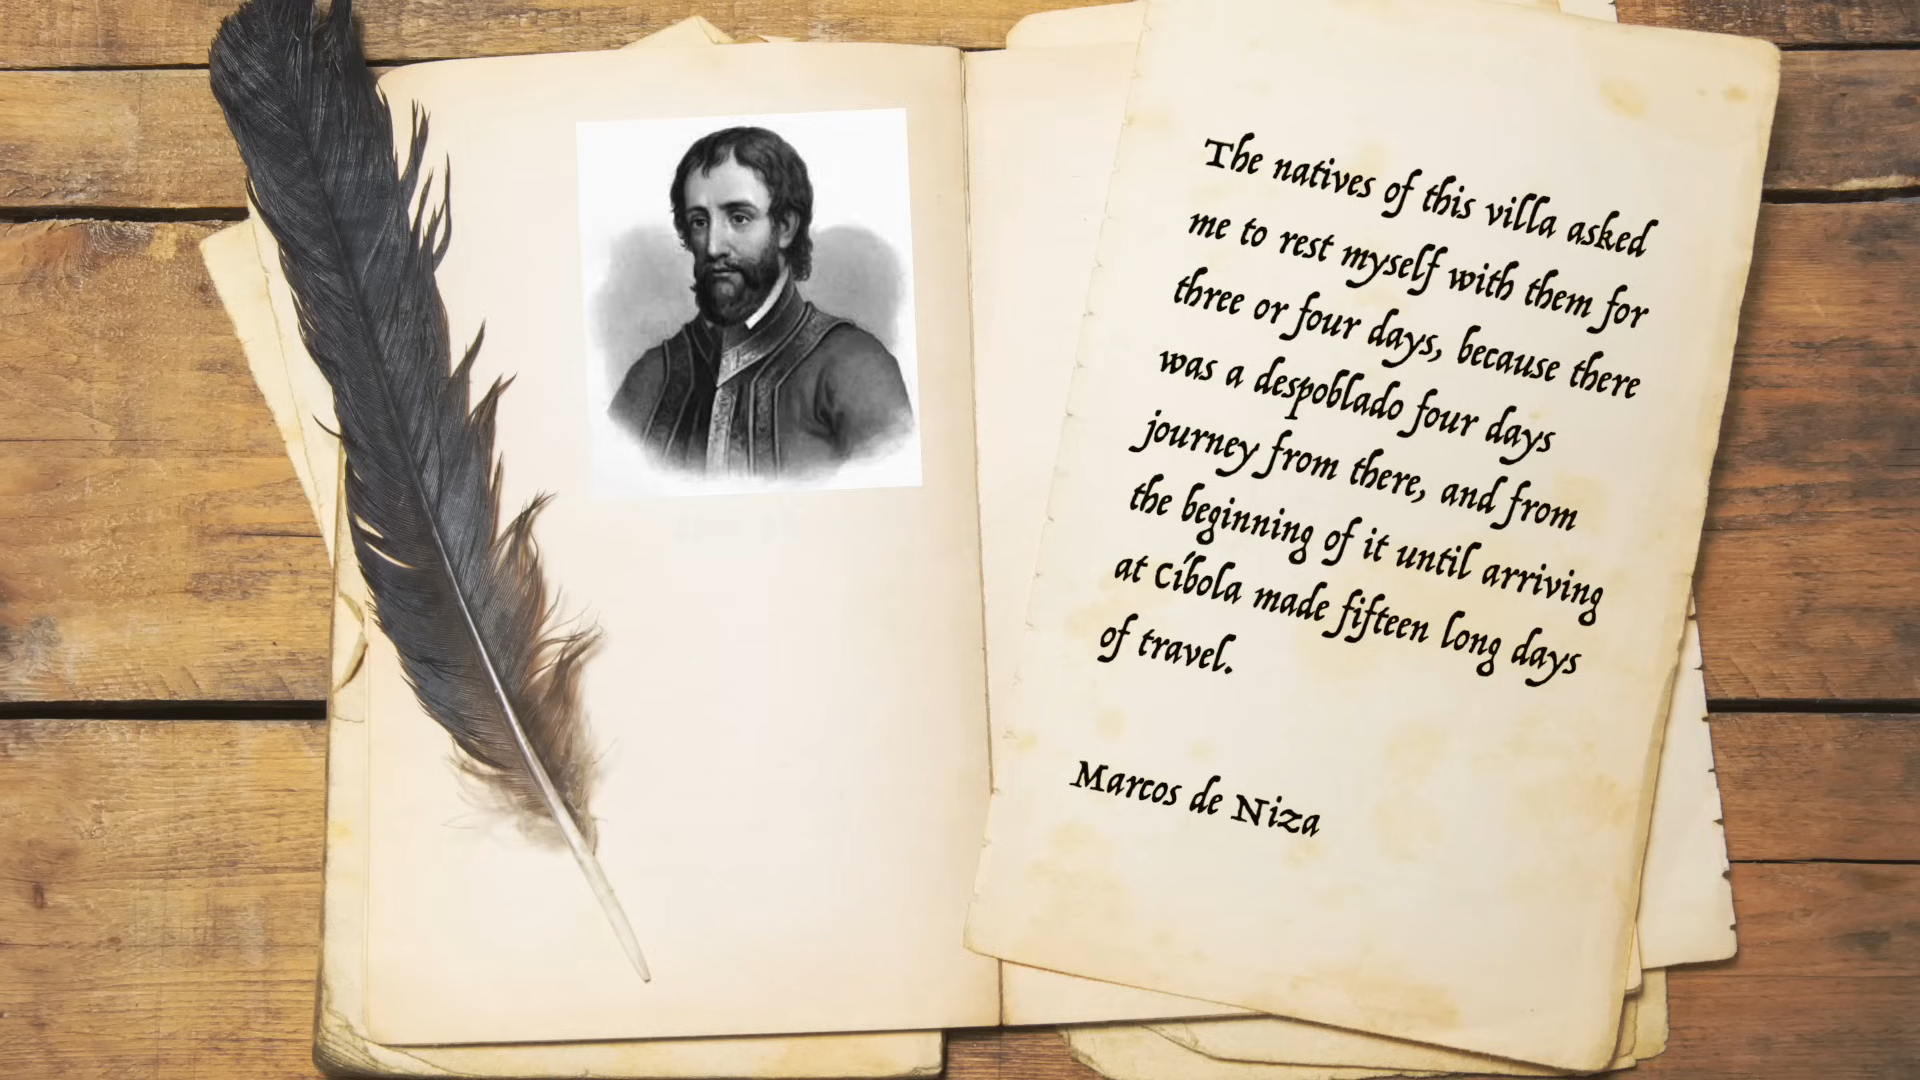 The natives of this villa asked
me to rest myself with them for
three or four days, because there
was a despoblado four days
journey from there, and from
the beginning of it until arriving
at Cíbola made fifteen long days
of travel.
Marcos de Niza